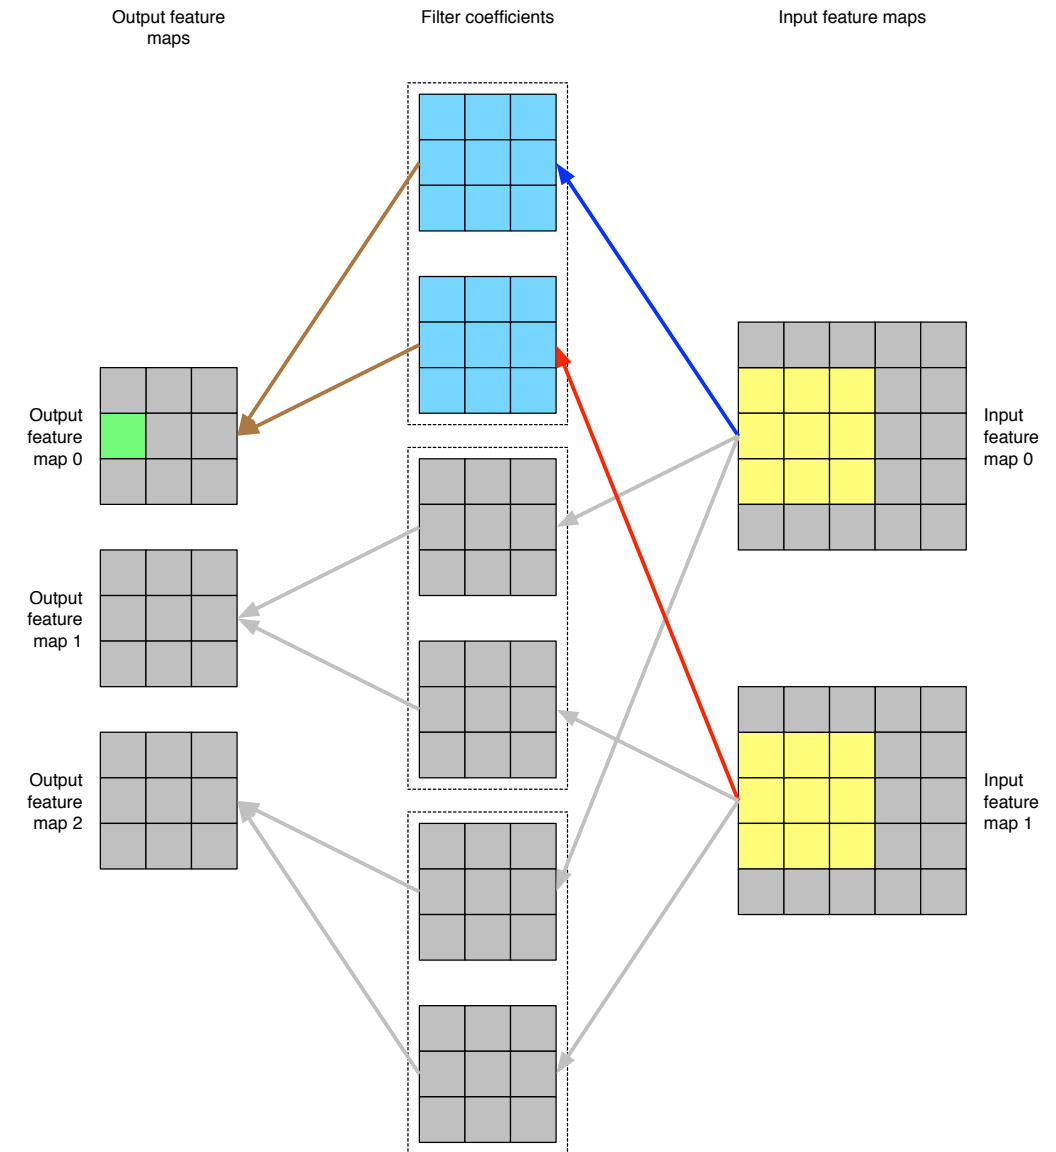 Output feature
maps
Filter coefficients
Input feature maps
Output
feature
map 0
Input
feature
map 0
Output
feature
map 1
Output
feature
map 2
Input
feature
map 1